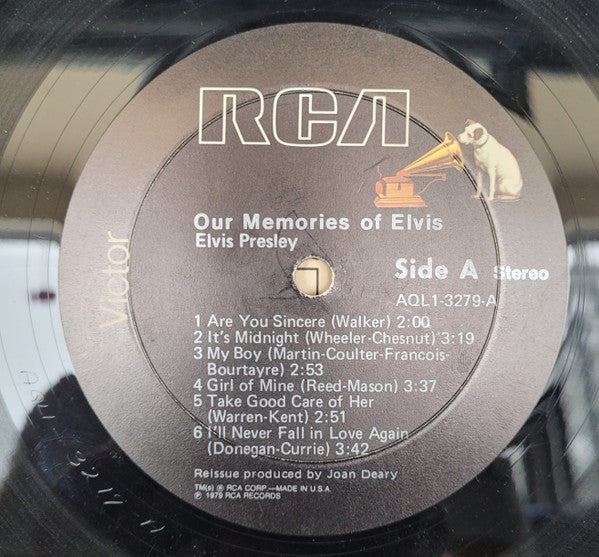 RCA
Victor
Our Memories of Elvis
Elvis Presley
Side A Stereo
AQL1-3279-A
1 Are You Sincere (Walker) 2:00
2 It's Midnight (Wheeler-Chesnut) 3:19
3 My Boy (Martin-Coulter-Francois-
Bourtayre) 2:53
4 Girl of Mine (Reed-Mason) 3:37
5 Take Good Care of Her
(Warren-Kent) 2:51
6 I'll Never Fall in Love Again
(Donegan-Currie) 3:42
Reissue produced by Joan Deary
TM(s) ® RCA CORP.—MADE IN U.S.A.
℗ 1979 RCA RECORDS